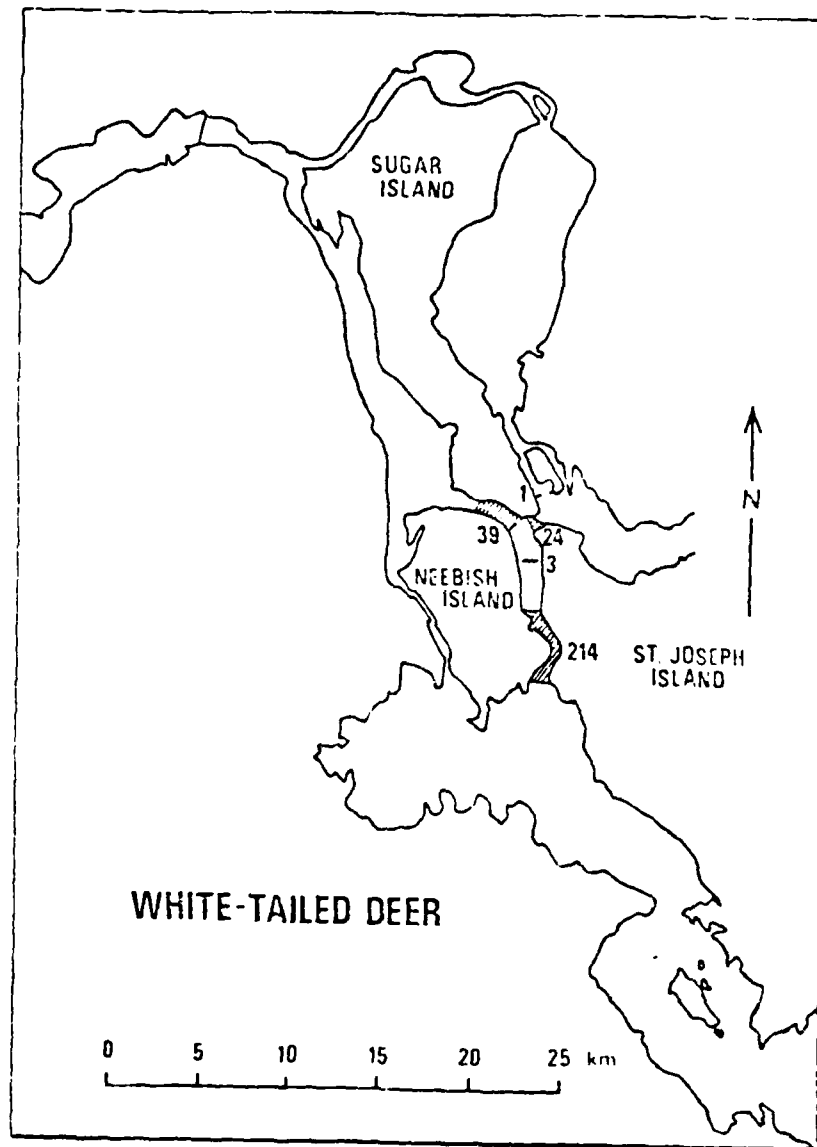 SUGAR
ISLAND
N
1
39
24
3
NEEBISH
ISLAND
214
ST. JOSEPH
ISLAND
WHITE-TAILED DEER
0 5 10 15 20 25 km